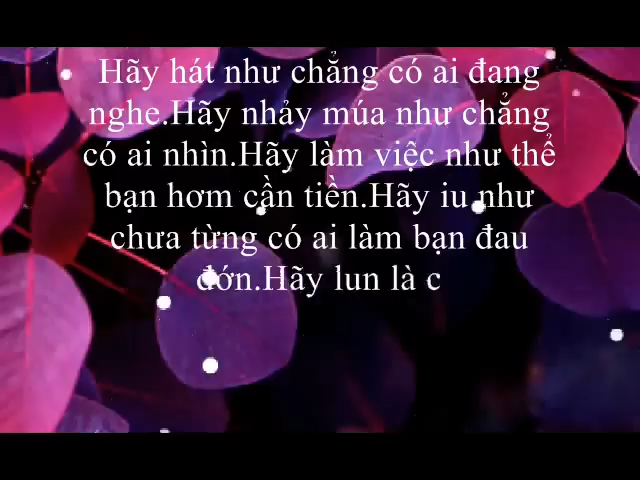 Hãy hát như chẳng có ai đang
nghe.Hãy nhảy múa như chẳng
có ai nhìn.Hãy làm việc như thể
bạn hơm cần tiền.Hãy iu như
chưa từng có ai làm bạn đau
đớn.Hãy lun là c